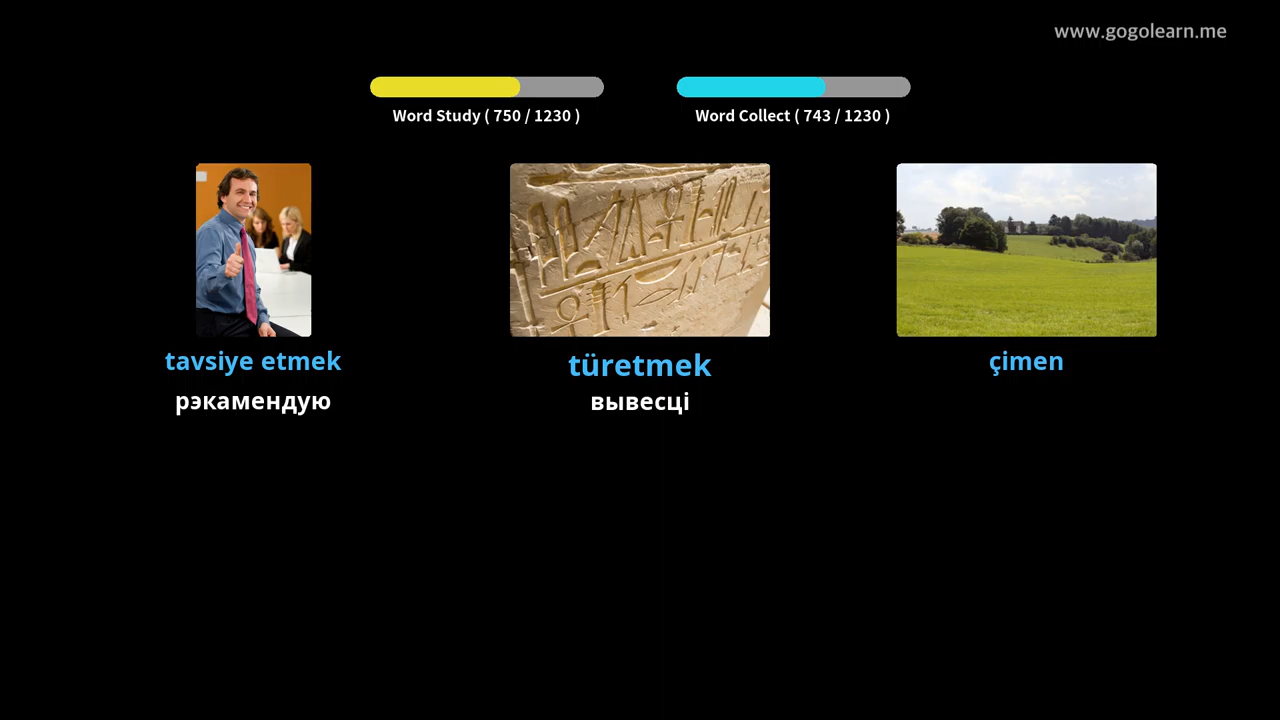 www.gogolearn.me
Word Study ( 750 / 1230 )
Word Collect ( 743 / 1230 )
tavsiye etmek
рэкамендую
türetmek
вывесці
çimen